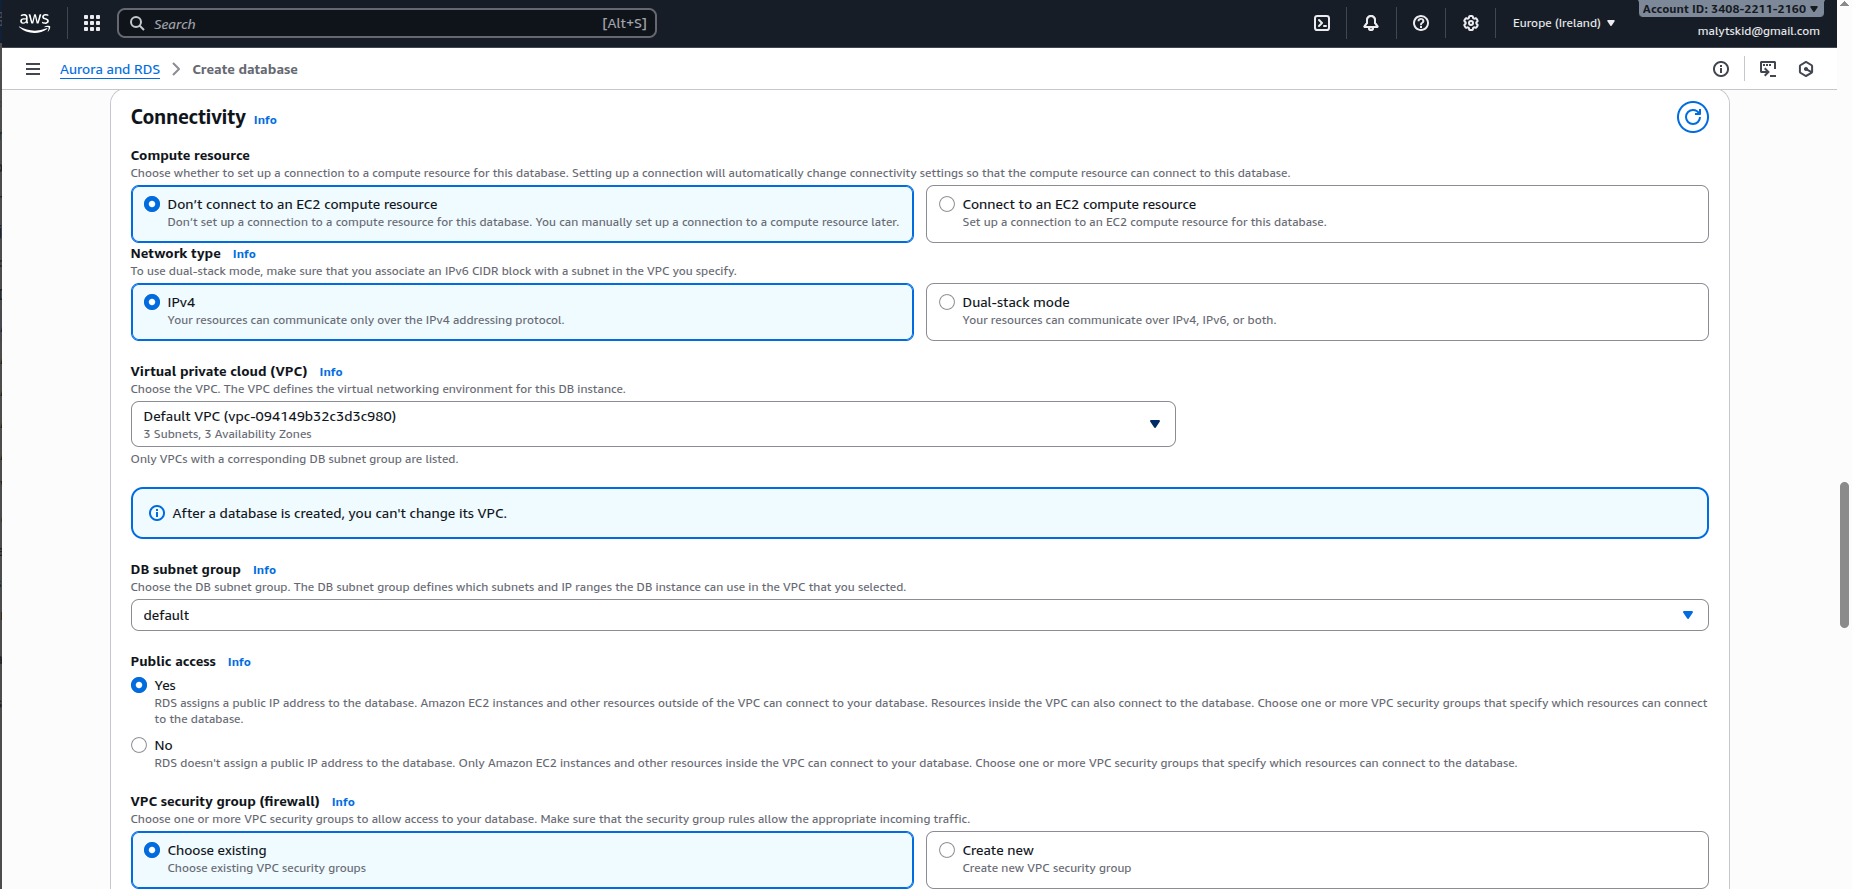 aws
Search
[Alt+S]
Europe (Ireland)
Account ID: 3408-2211-2160
malytskid@gmail.com
Aurora and RDS
Create database
Connectivity Info
Compute resource
Choose whether to set up a connection to a compute resource for this database. Setting up a connection will automatically change connectivity settings so that the compute resource can connect to this database.
Don't connect to an EC2 compute resource
Don't set up a connection to a compute resource for this database. You can manually set up a connection to a compute resource later.
Connect to an EC2 compute resource
Set up a connection to an EC2 compute resource for this database.
Network type Info
To use dual-stack mode, make sure that you associate an IPv6 CIDR block with a subnet in the VPC you specify.
IPv4
Your resources can communicate only over the IPv4 addressing protocol.
Dual-stack mode
Your resources can communicate over IPv4, IPv6, or both.
Virtual private cloud (VPC) Info
Choose the VPC. The VPC defines the virtual networking environment for this DB instance.
Default VPC (vpc-094149b32c3d3c980)
3 Subnets, 3 Availability Zones
Only VPCs with a corresponding DB subnet group are listed.
After a database is created, you can't change its VPC.
DB subnet group Info
Choose the DB subnet group. The DB subnet group defines which subnets and IP ranges the DB instance can use in the VPC that you selected.
default
Public access Info
Yes
RDS assigns a public IP address to the database. Amazon EC2 instances and other resources outside of the VPC can connect to your database. Resources inside the VPC can also connect to the database. Choose one or more VPC security groups that specify which resources can connect
to the database.
No
RDS doesn't assign a public IP address to the database. Only Amazon EC2 instances and other resources inside the VPC can connect to your database. Choose one or more VPC security groups that specify which resources can connect to the database.
VPC security group (firewall) Info
Choose one or more VPC security groups to allow access to your database. Make sure that the security group rules allow the appropriate incoming traffic.
Choose existing
Choose existing VPC security groups
Create new
Create new VPC security group